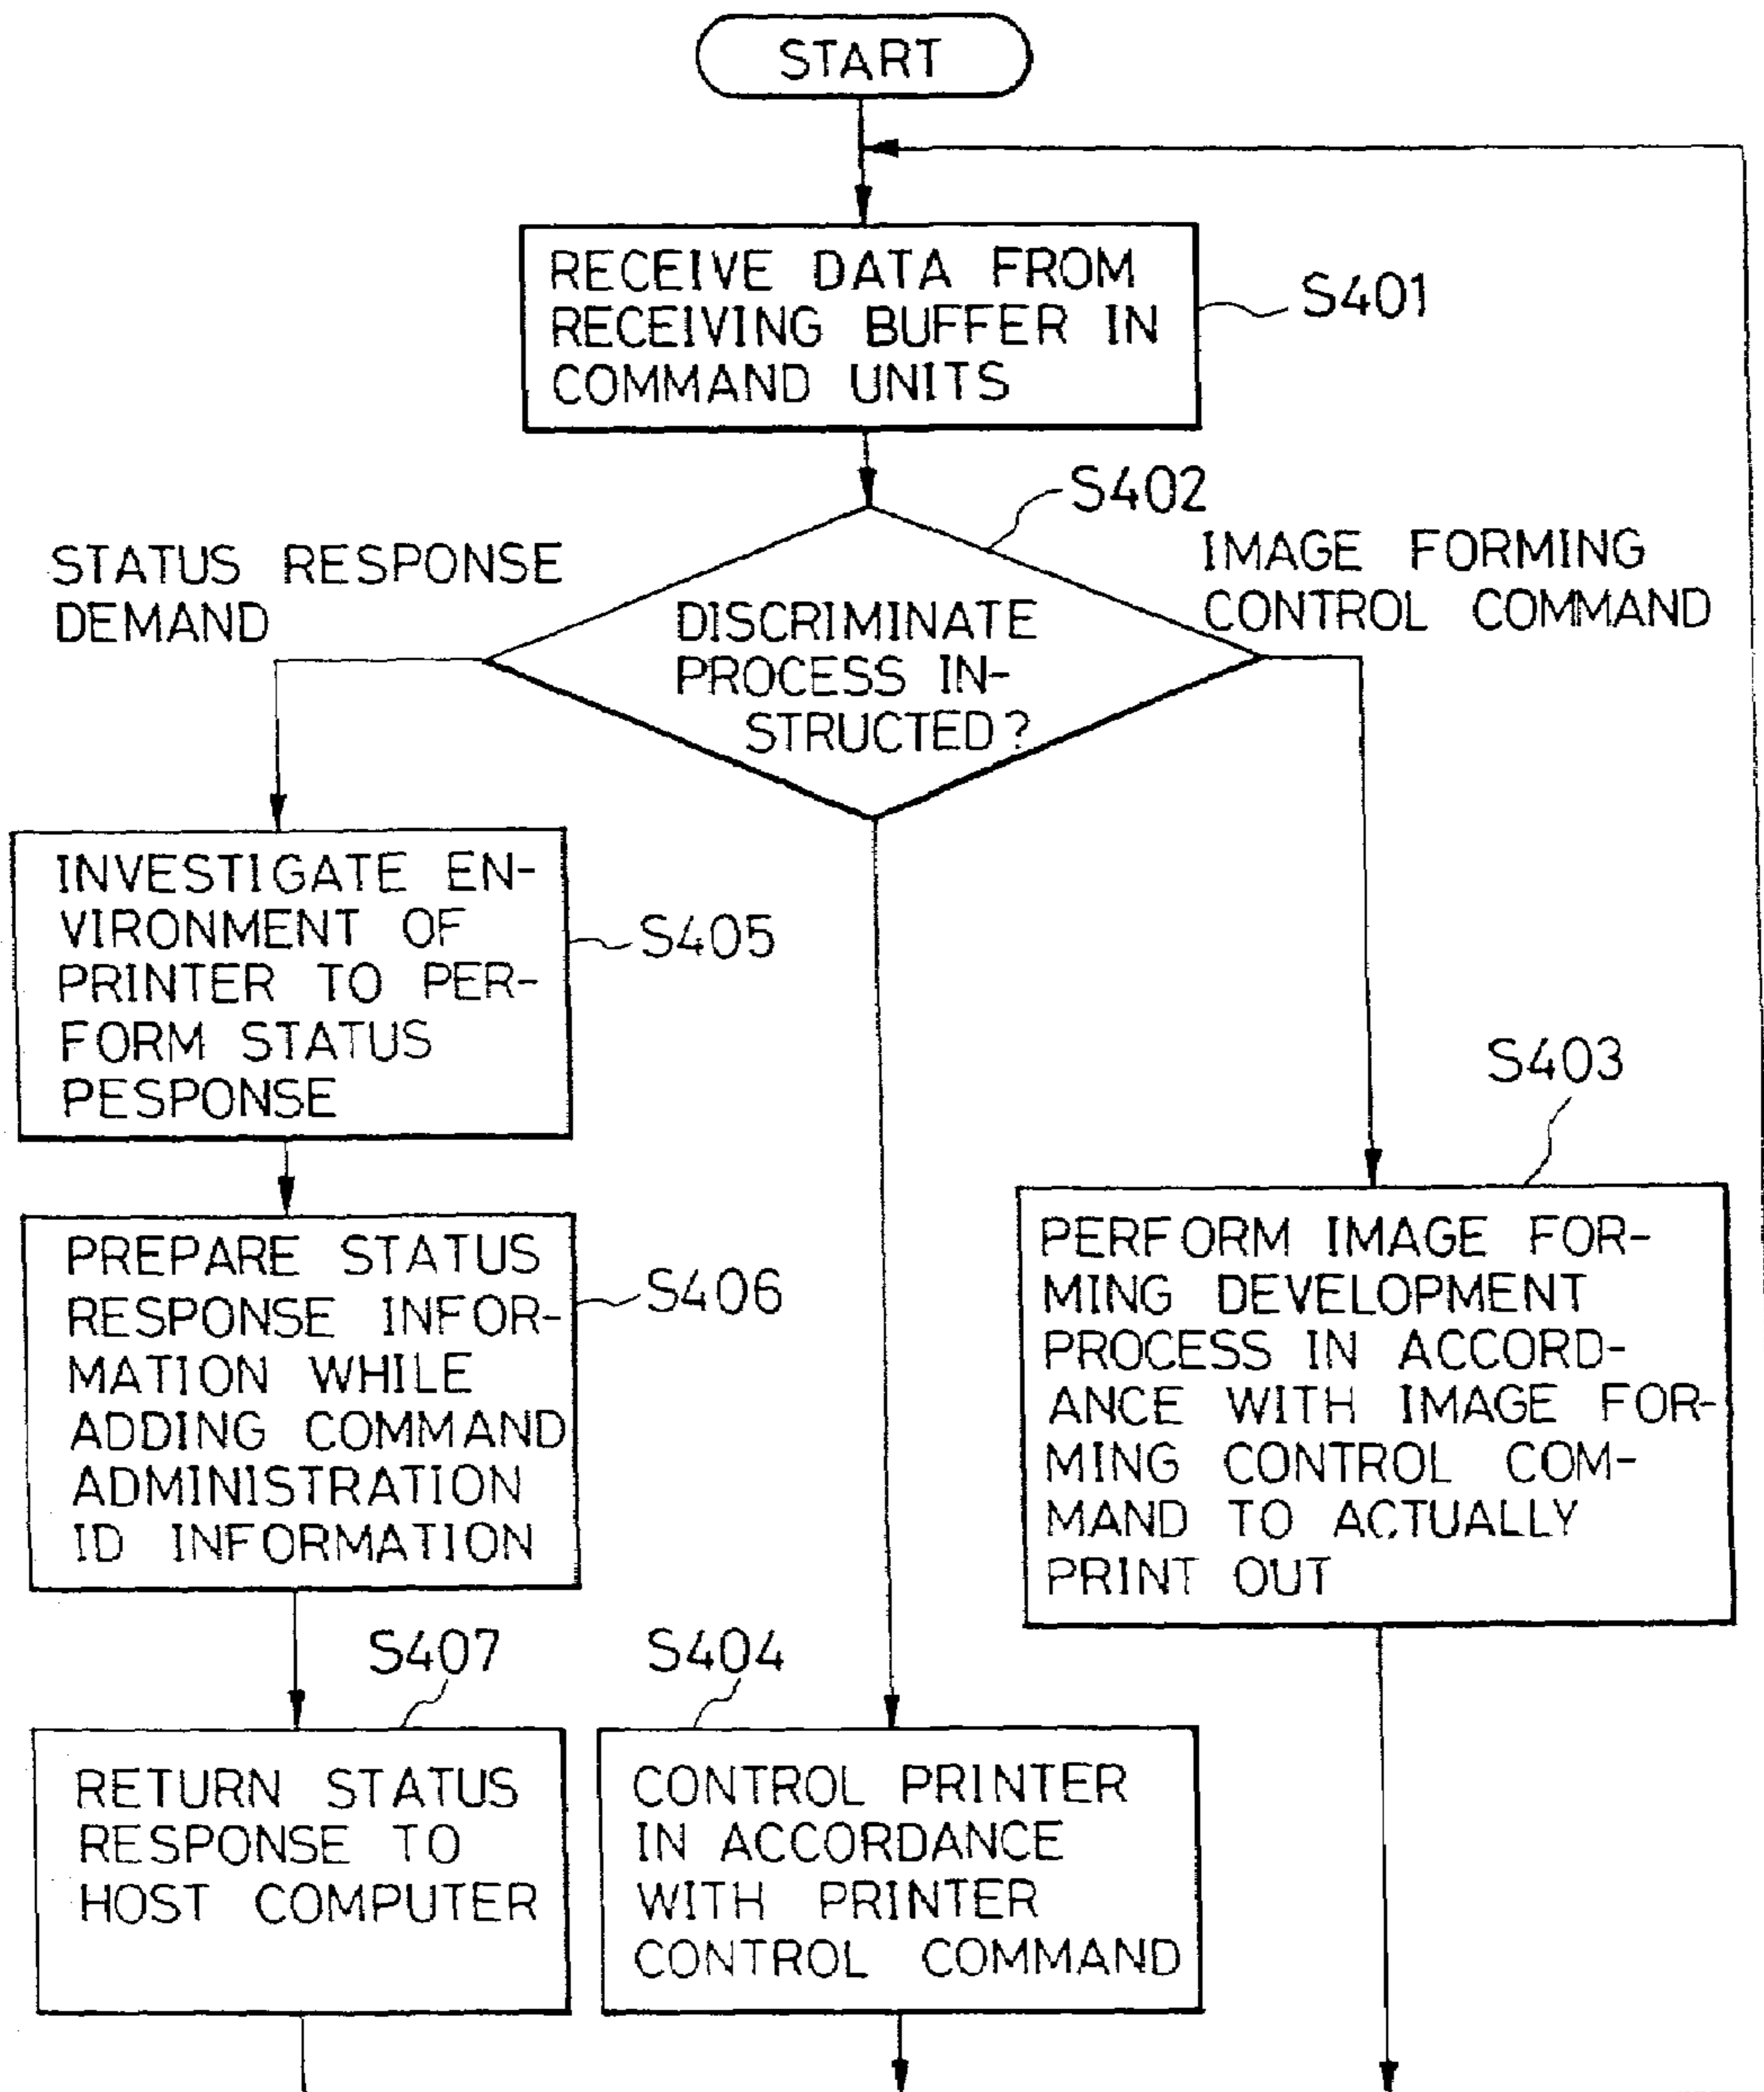 START
RECEIVE DATA FROM
RECEIVING BUFFER IN
COMMAND UNITS
S401
S402
STATUS RESPONSE
DEMAND
IMAGE FORMING
CONTROL COMMAND
DISCRIMINATE
PROCESS IN-
STRUCTED?
INVESTIGATE EN-
VIRONMENT OF
PRINTER TO PER-
FORM STATUS
PESPONSE
S405
S403
PREPARE STATUS
RESPONSE INFOR-
MATION WHILE
ADDING COMMAND
ADMINISTRATION
ID INFORMATION
S406
PERFORM IMAGE FOR-
MING DEVELOPMENT
PROCESS IN ACCORD-
ANCE WITH IMAGE FOR-
MING CONTROL COM-
MAND TO ACTUALLY
PRINT OUT
S407
S404
RETURN STATUS
RESPONSE TO
HOST COMPUTER
CONTROL PRINTER
IN ACCORDANCE
WITH PRINTER
CONTROL COMMAND